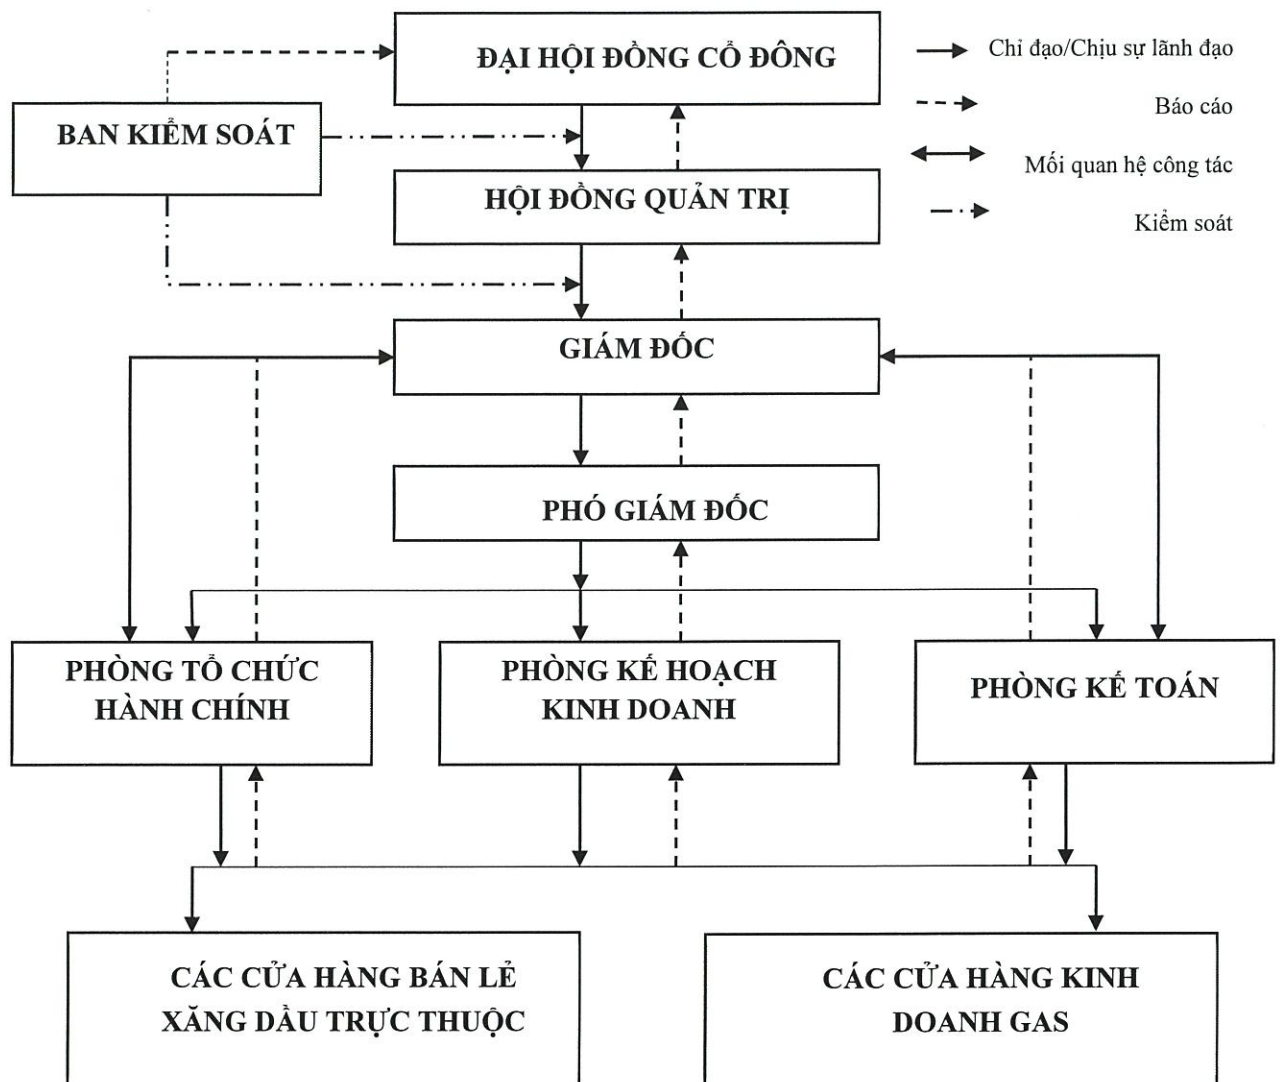 ĐẠI HỘI ĐỒNG CỔ ĐÔNG
Chỉ đạo/Chịu sự lãnh đạo
Báo cáo
BAN KIỂM SOÁT
Mối quan hệ công tác
HỘI ĐỒNG QUẢN TRỊ
Kiểm soát
GIÁM ĐỐC
PHÓ GIÁM ĐỐC
PHÒNG TỔ CHỨC
HÀNH CHÍNH
PHÒNG KẾ HOẠCH
KINH DOANH
PHÒNG KẾ TOÁN
CÁC CỬA HÀNG BÁN LẺ
XĂNG DẦU TRỰC THUỘC
CÁC CỬA HÀNG KINH
DOANH GAS